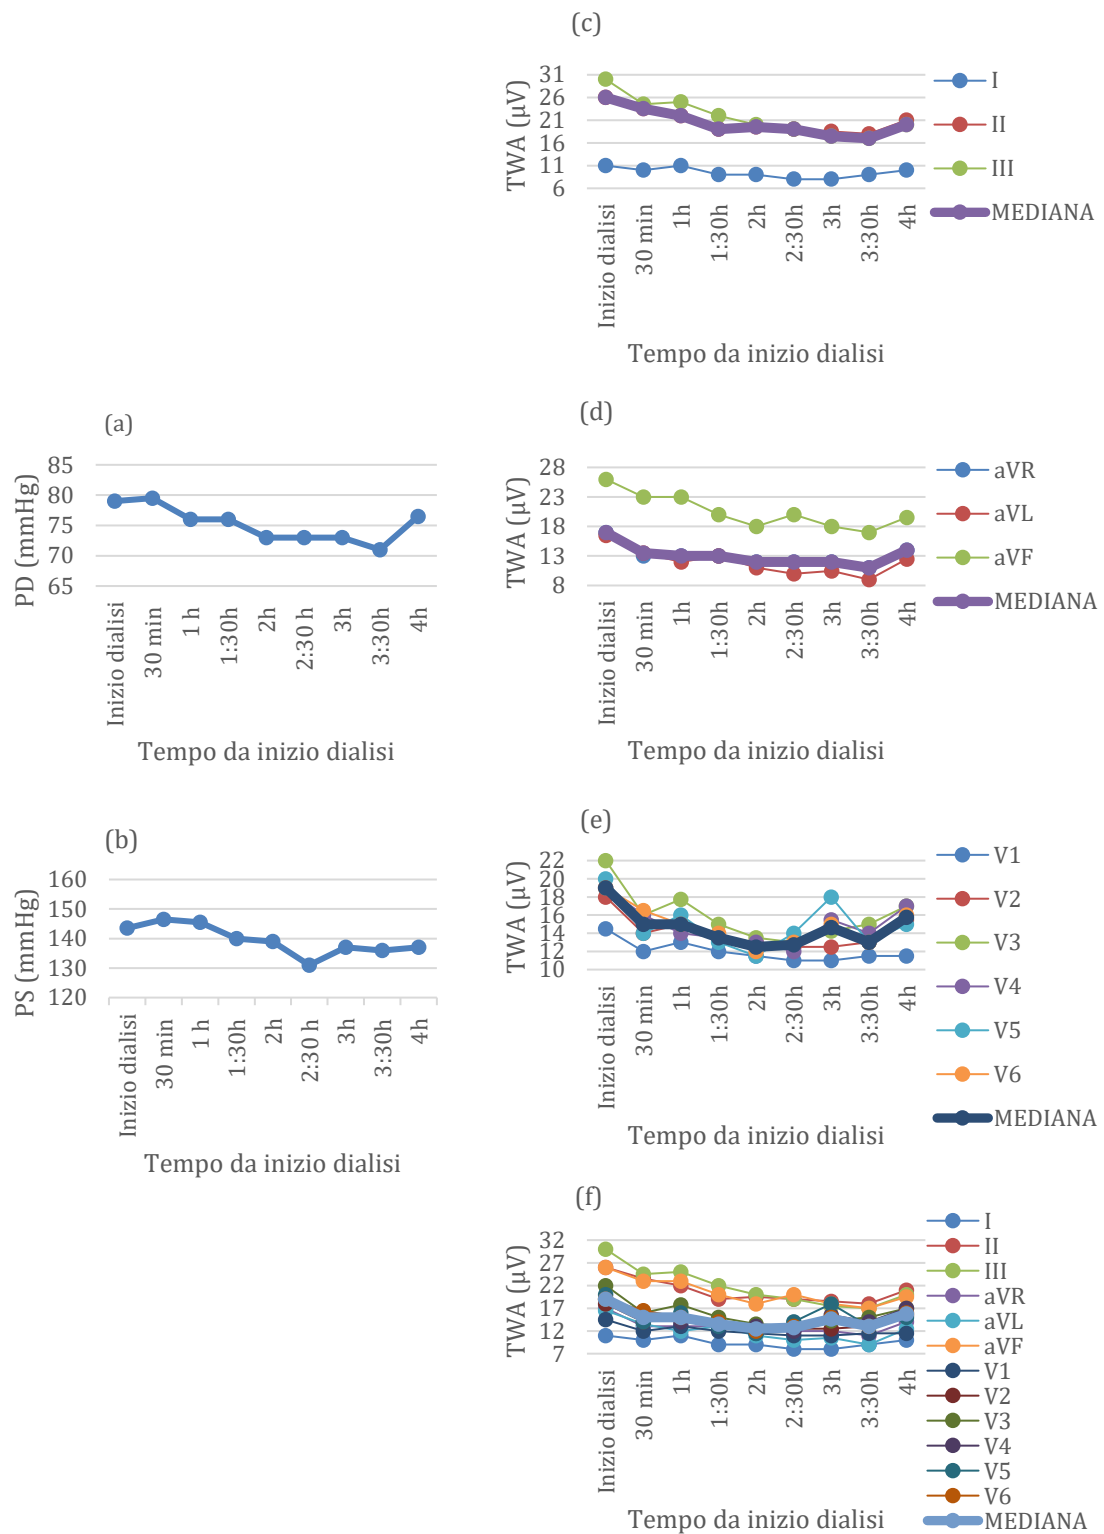 (c)
TWA (µV)
31
26
21
16
11
6
Inizio dialisi
30 min
1h
1:30h
2h
2:30h
3h
3:30h
4h
Tempo da inizio dialisi
I
II
III
MEDIANA
(a)
PD (mmHg)
85
80
75
70
65
Inizio dialisi
30 min
1 h
1:30h
2h
2:30 h
3h
3:30h
4h
Tempo da inizio dialisi
(d)
TWA (µV)
28
23
18
13
8
Inizio dialisi
30 min
1h
1:30h
2h
2:30h
3h
3:30h
4h
Tempo da inizio dialisi
aVR
aVL
aVF
MEDIANA
(b)
PS (mmHg)
160
150
140
130
120
Inizio dialisi
30 min
1 h
1:30h
2h
2:30 h
3h
3:30h
4h
Tempo da inizio dialisi
(e)
TWA (µV)
22
20
18
16
14
12
10
Inizio dialisi
30 min
1h
1:30h
2h
2:30h
3h
3:30h
4h
Tempo da inizio dialisi
V1
V2
V3
V4
V5
V6
MEDIANA
(f)
TWA (µV)
32
27
22
17
12
7
Inizio dialisi
30 min
1h
1:30h
2h
2:30h
3h
3:30h
4h
Tempo da inizio dialisi
I
II
III
aVR
aVL
aVF
V1
V2
V3
V4
V5
V6
MEDIANA